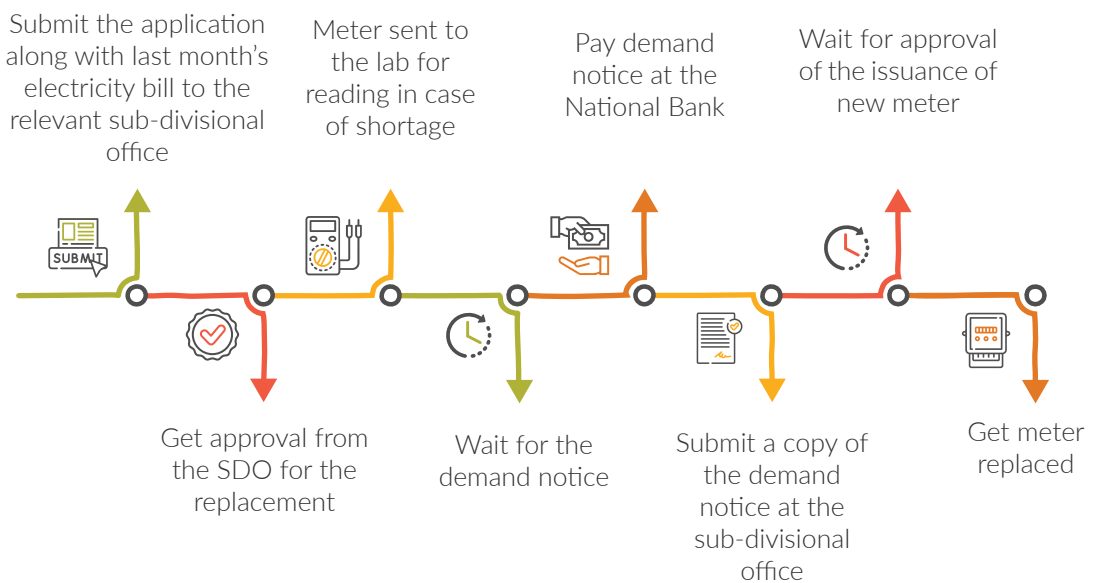 Submit the application
along with last month’s
electricity bill to the
relevant sub-divisional
office
SUBMIT
Get approval from
the SDO for the
replacement
Meter sent to
the lab for
reading in case
of shortage
Wait for the
demand notice
Pay demand
notice at the
National Bank
Submit a copy of
the demand
notice at the
sub-divisional
office
Wait for approval
of the issuance of
new meter
Get meter
replaced